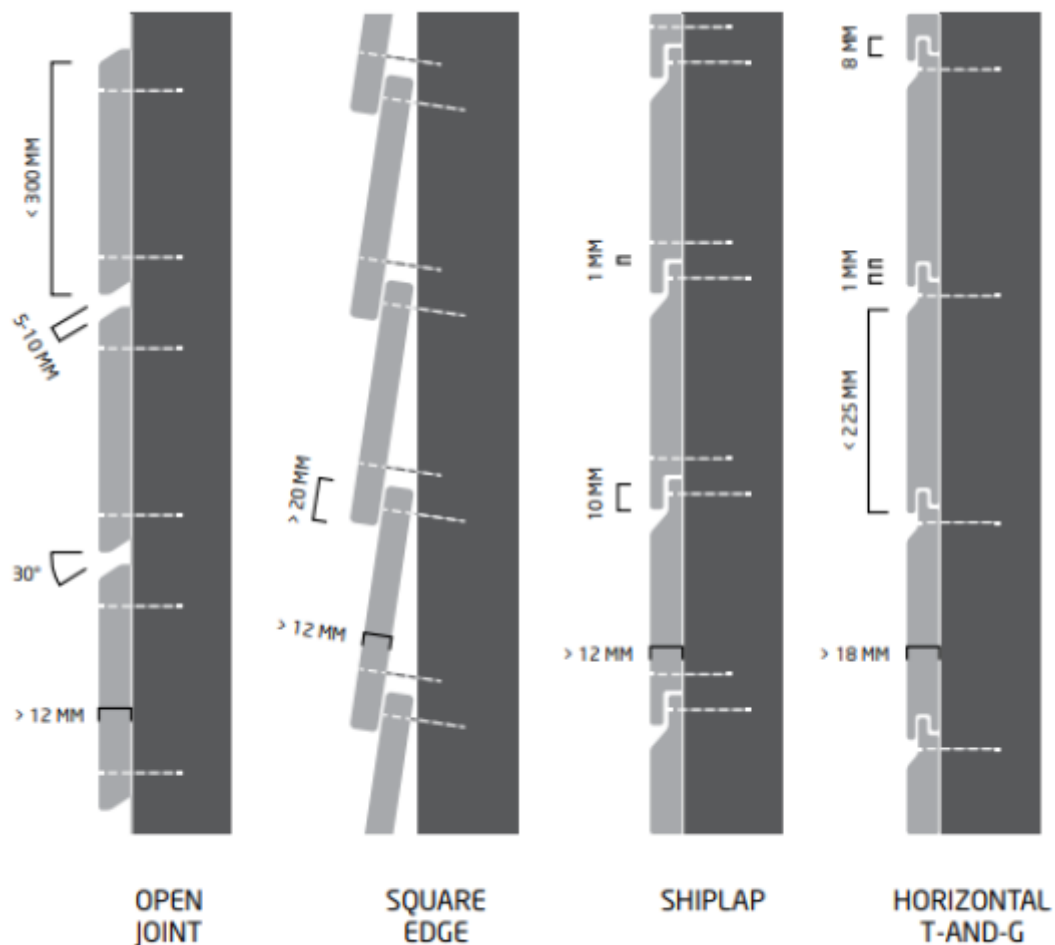 < 300 MM
5-10 MM
30°
> 12 MM
> 20 MM
> 12 MM
1 MM
10 MM
> 12 MM
8 MM
1 MM
< 225 MM
> 18 MM
OPEN
JOINT
SQUARE
EDGE
SHIPLAP
HORIZONTAL
T-AND-G